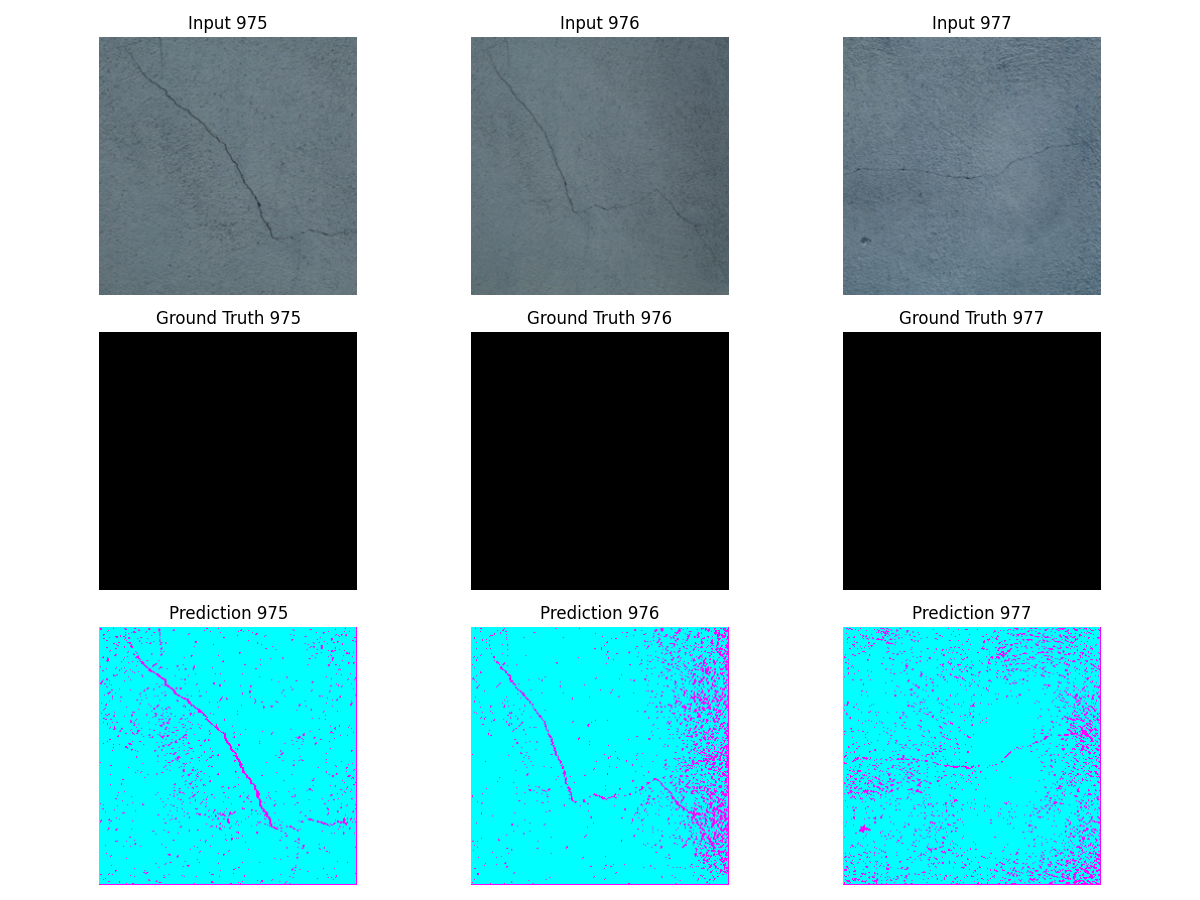 Input 975
Input 976
Input 977
Ground Truth 975
Ground Truth 976
Ground Truth 977
Prediction 975
Prediction 976
Prediction 977